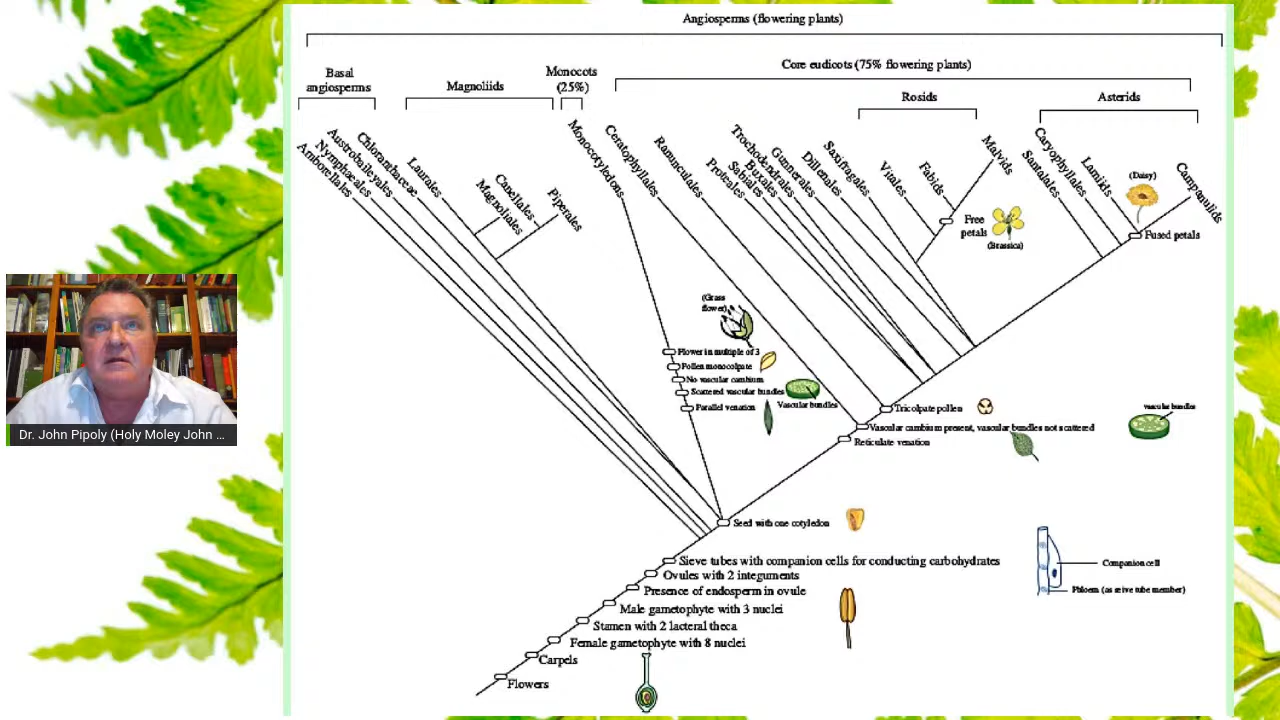 Angiosperms (flowering plants)
Core eudicots (75% flowering plants)
Basal
angiosperms
Magnoliids
Monocots
(25%)
Rosids
Asterids
Amborellales
Nymphaeales
Austrobaileyales
Chloranthaceae
Laurales
Magnoliales
Canellales
Piperales
Monocotyledons
Ceratophyllales
Ranunculales
Proteales
Sabiales
Buxales
Trochodendrales
Gunnerales
Dilleniales
Saxifragales
Vitales
Fabids
Malvids
Santalales
Caryophyllales
Lamiids
Campanulids
(Daisy)
Free
petals
(Brassica)
Fused petals
(Grass
flower)
Flower in multiple of 3
Pollen monocolpate
No vascular cambium
Scattered vascular bundles
Vascular bundles
Parallel venation
Tricolpate pollen
vascular bundles
Vascular cambium present, vascular bundles not scattered
Reticulate venation
Seed with one cotyledon
Sieve tubes with companion cells for conducting carbohydrates
Companion cell
Ovules with 2 integuments
Presence of endosperm in ovule
Phloem (as seive tube member)
Male gametophyte with 3 nuclei
Stamen with 2 lacteral theca
Female gametophyte with 8 nuclei
Carpels
Flowers
Dr. John Pipoly (Holy Moley John ...